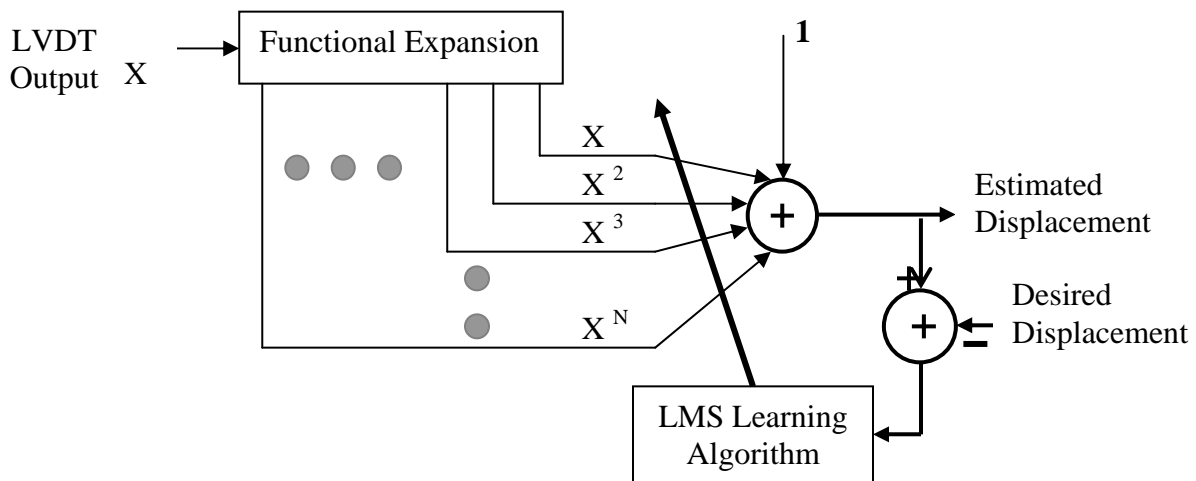 LVDT
Output X
Functional Expansion
1
X
X 2
X 3
X N
+
Estimated
Displacement
+
+
−
Desired
Displacement
LMS Learning
Algorithm